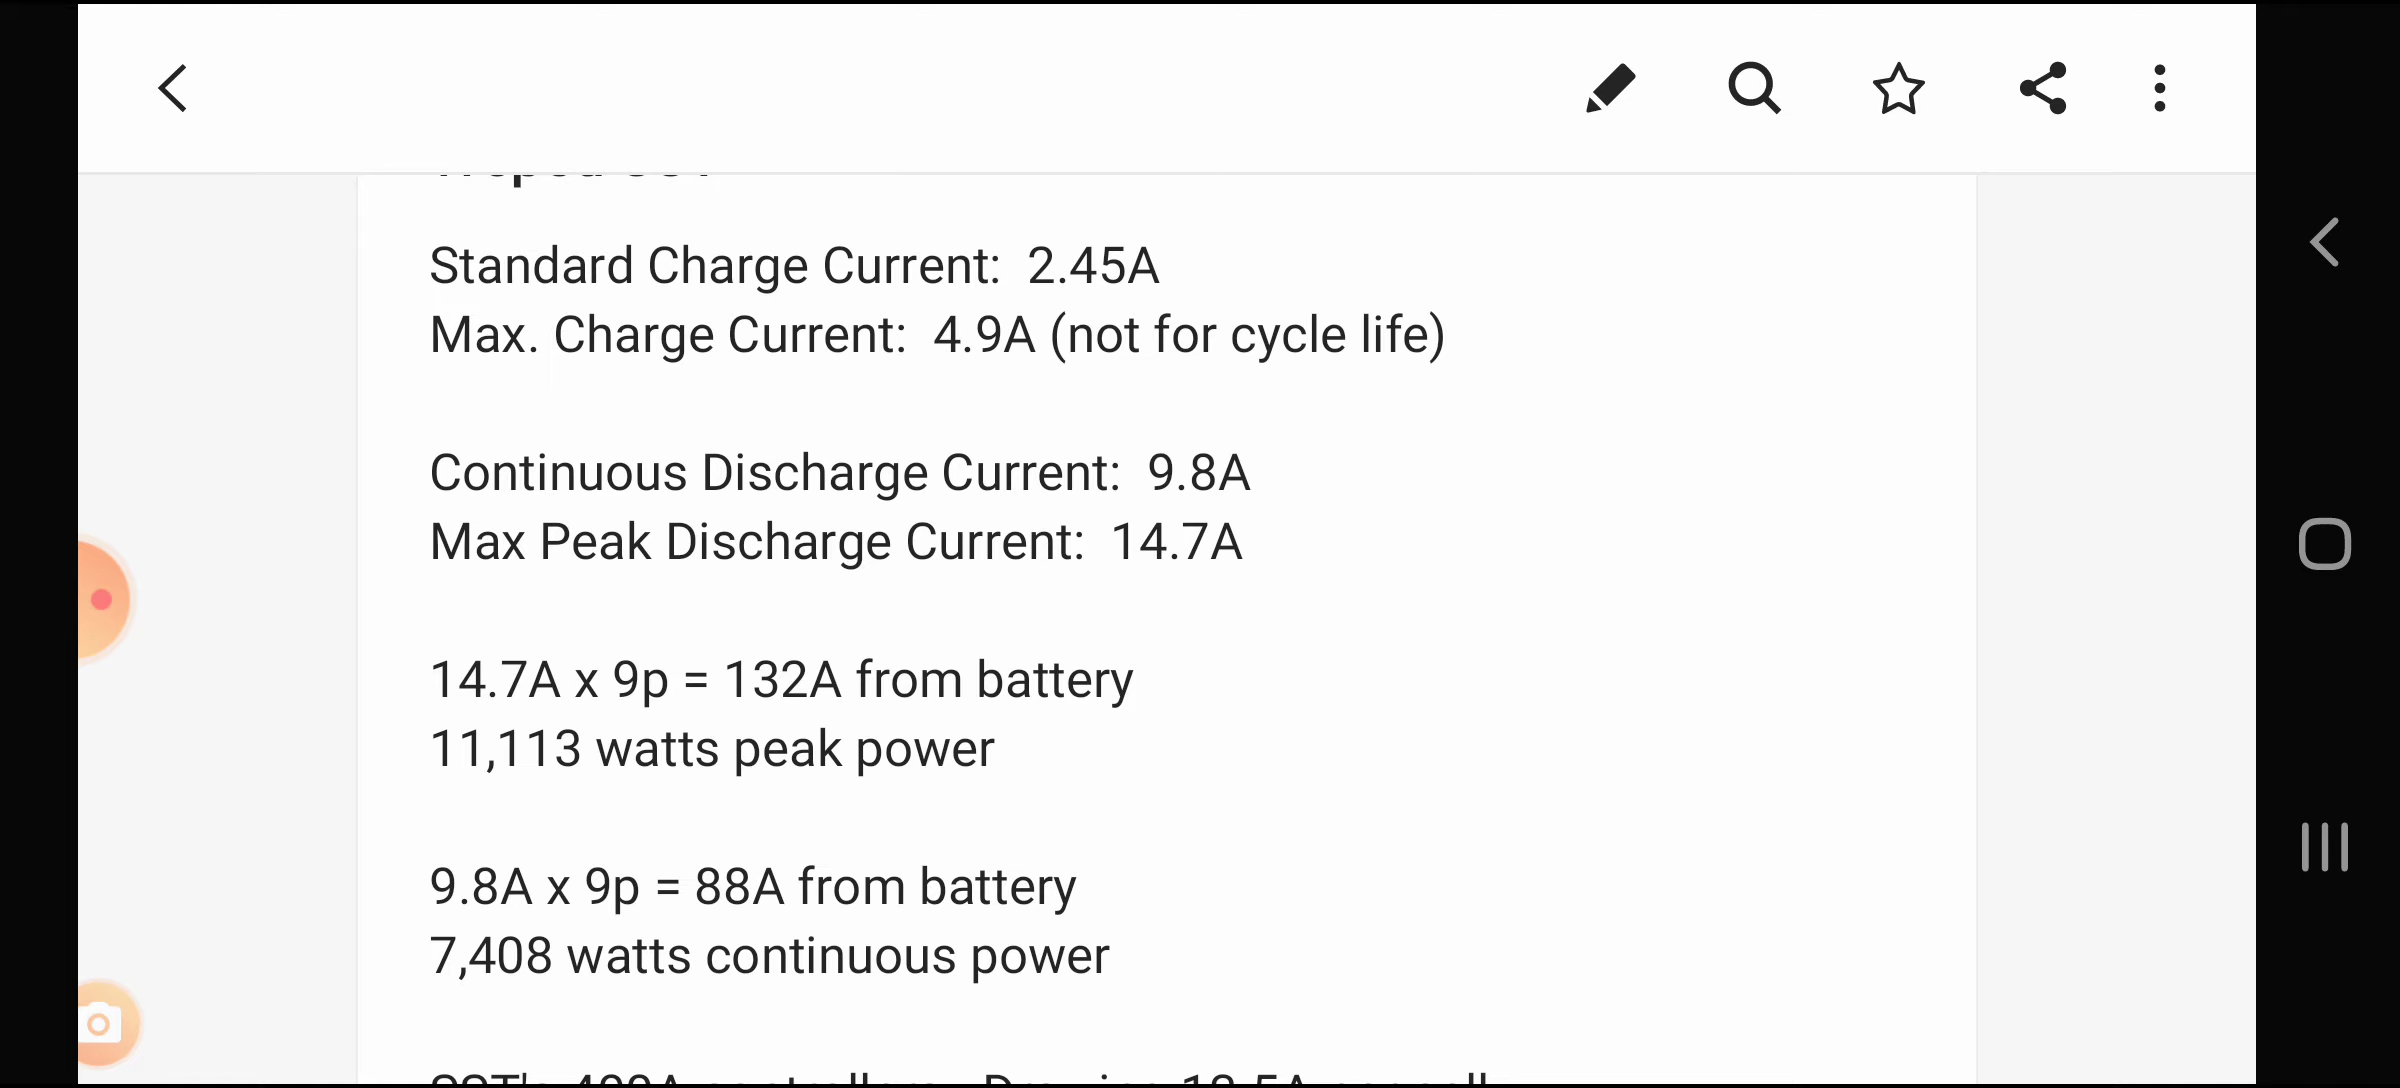 Standard Charge Current:  2.45A
Max. Charge Current:  4.9A (not for cycle life)
Continuous Discharge Current:  9.8A
Max Peak Discharge Current:  14.7A
14.7A x 9p = 132A from battery
11,113 watts peak power
9.8A x 9p = 88A from battery
7,408 watts continuous power